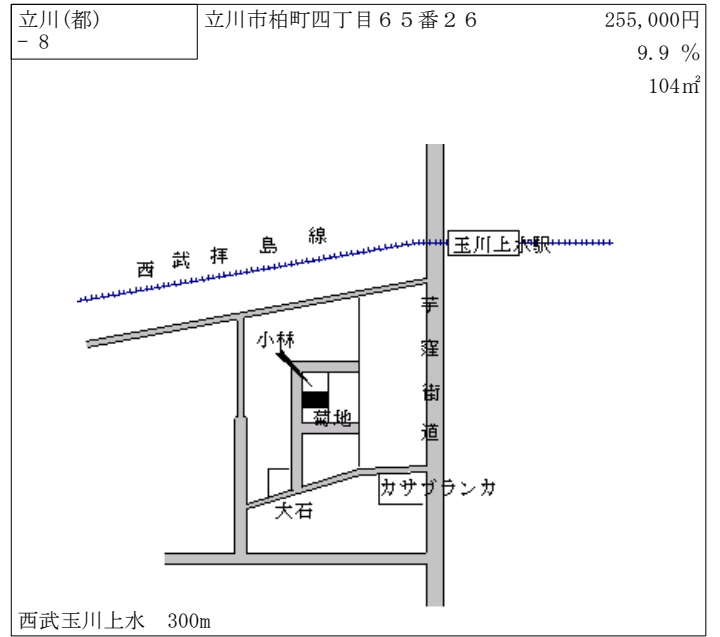 立川(都)
- 8
立川市柏町四丁目６５番２６
255,000円
9.9 %
104㎡
西武拝島線
玉川上水駅
芋窪街道
小林
菊地
カサブランカ
大石
西武玉川上水　300m